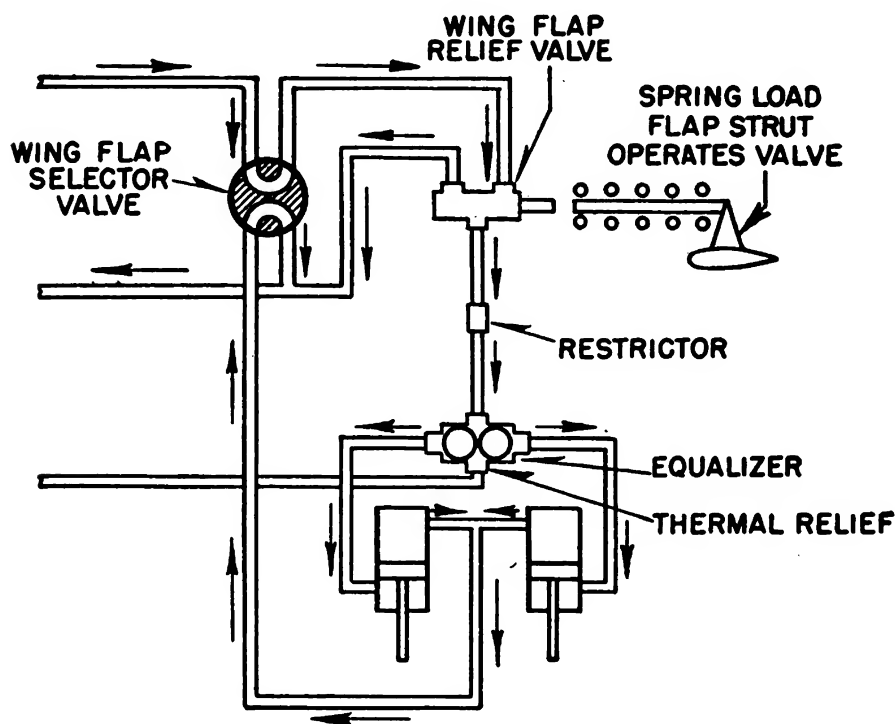 WING FLAP
RELIEF VALVE
SPRING LOAD
FLAP STRUT
OPERATES VALVE
WING FLAP
SELECTOR
VALVE
RESTRICTOR
EQUALIZER
THERMAL RELIEF